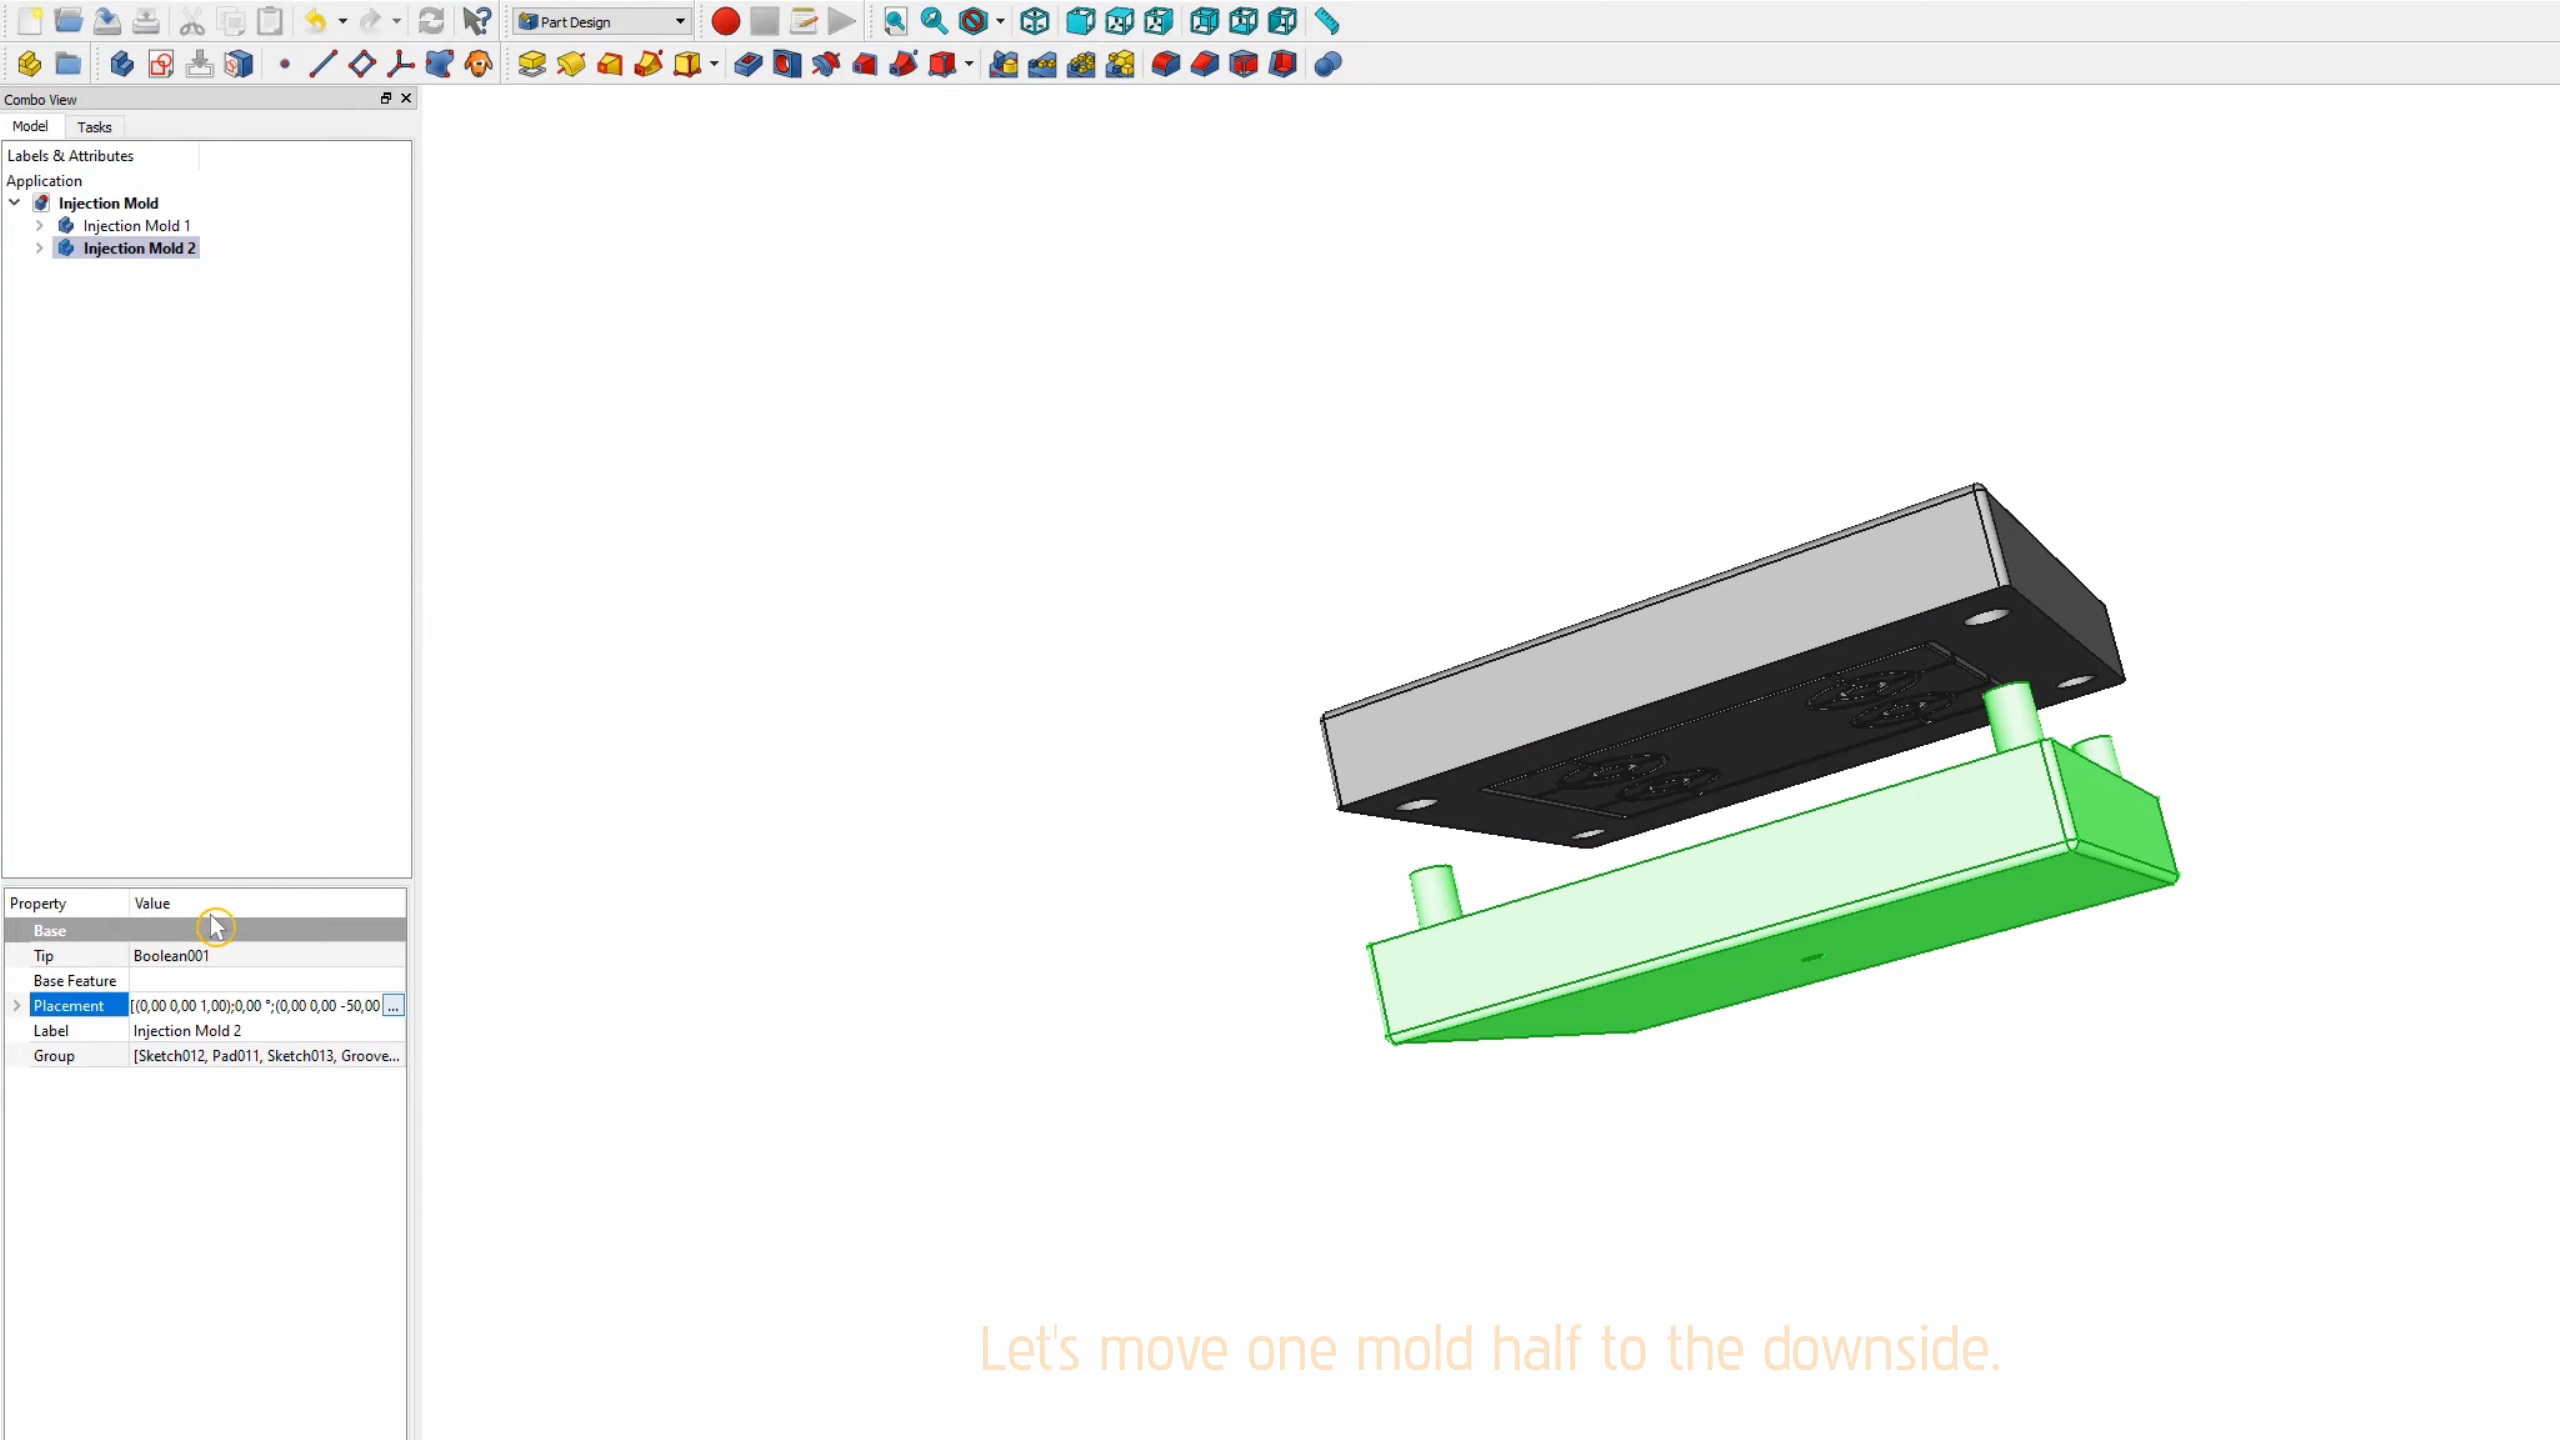 Part Design
Combo View
Model
Tasks
Labels & Attributes
Application
Injection Mold
Injection Mold 1
Injection Mold 2
Property
Value
Base
Tip
Boolean001
Base Feature
Placement
[(0,00 0,00 1,00);0,00 °;(0,00 0,00 -50,00
...
Label
Injection Mold 2
Group
[Sketch012, Pad011, Sketch013, Groove...
Let's move one mold half to the downside.